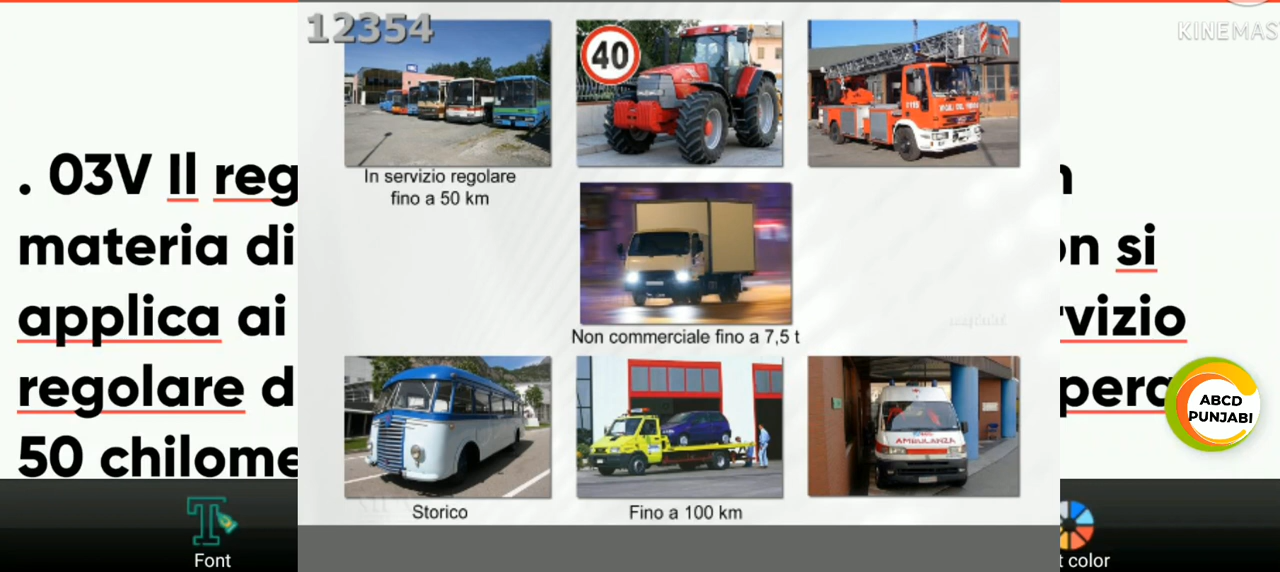 12354
KINEMAS
. 03V Il reg
materia di
applica ai
regolare d
50 chilome
n
on si
rvizio
pera
40
In servizio regolare
fino a 50 km
Non commerciale fino a 7,5 t
AMBULANZA
Storico
Fino a 100 km
ABCD
PUNJABI
Font
t color